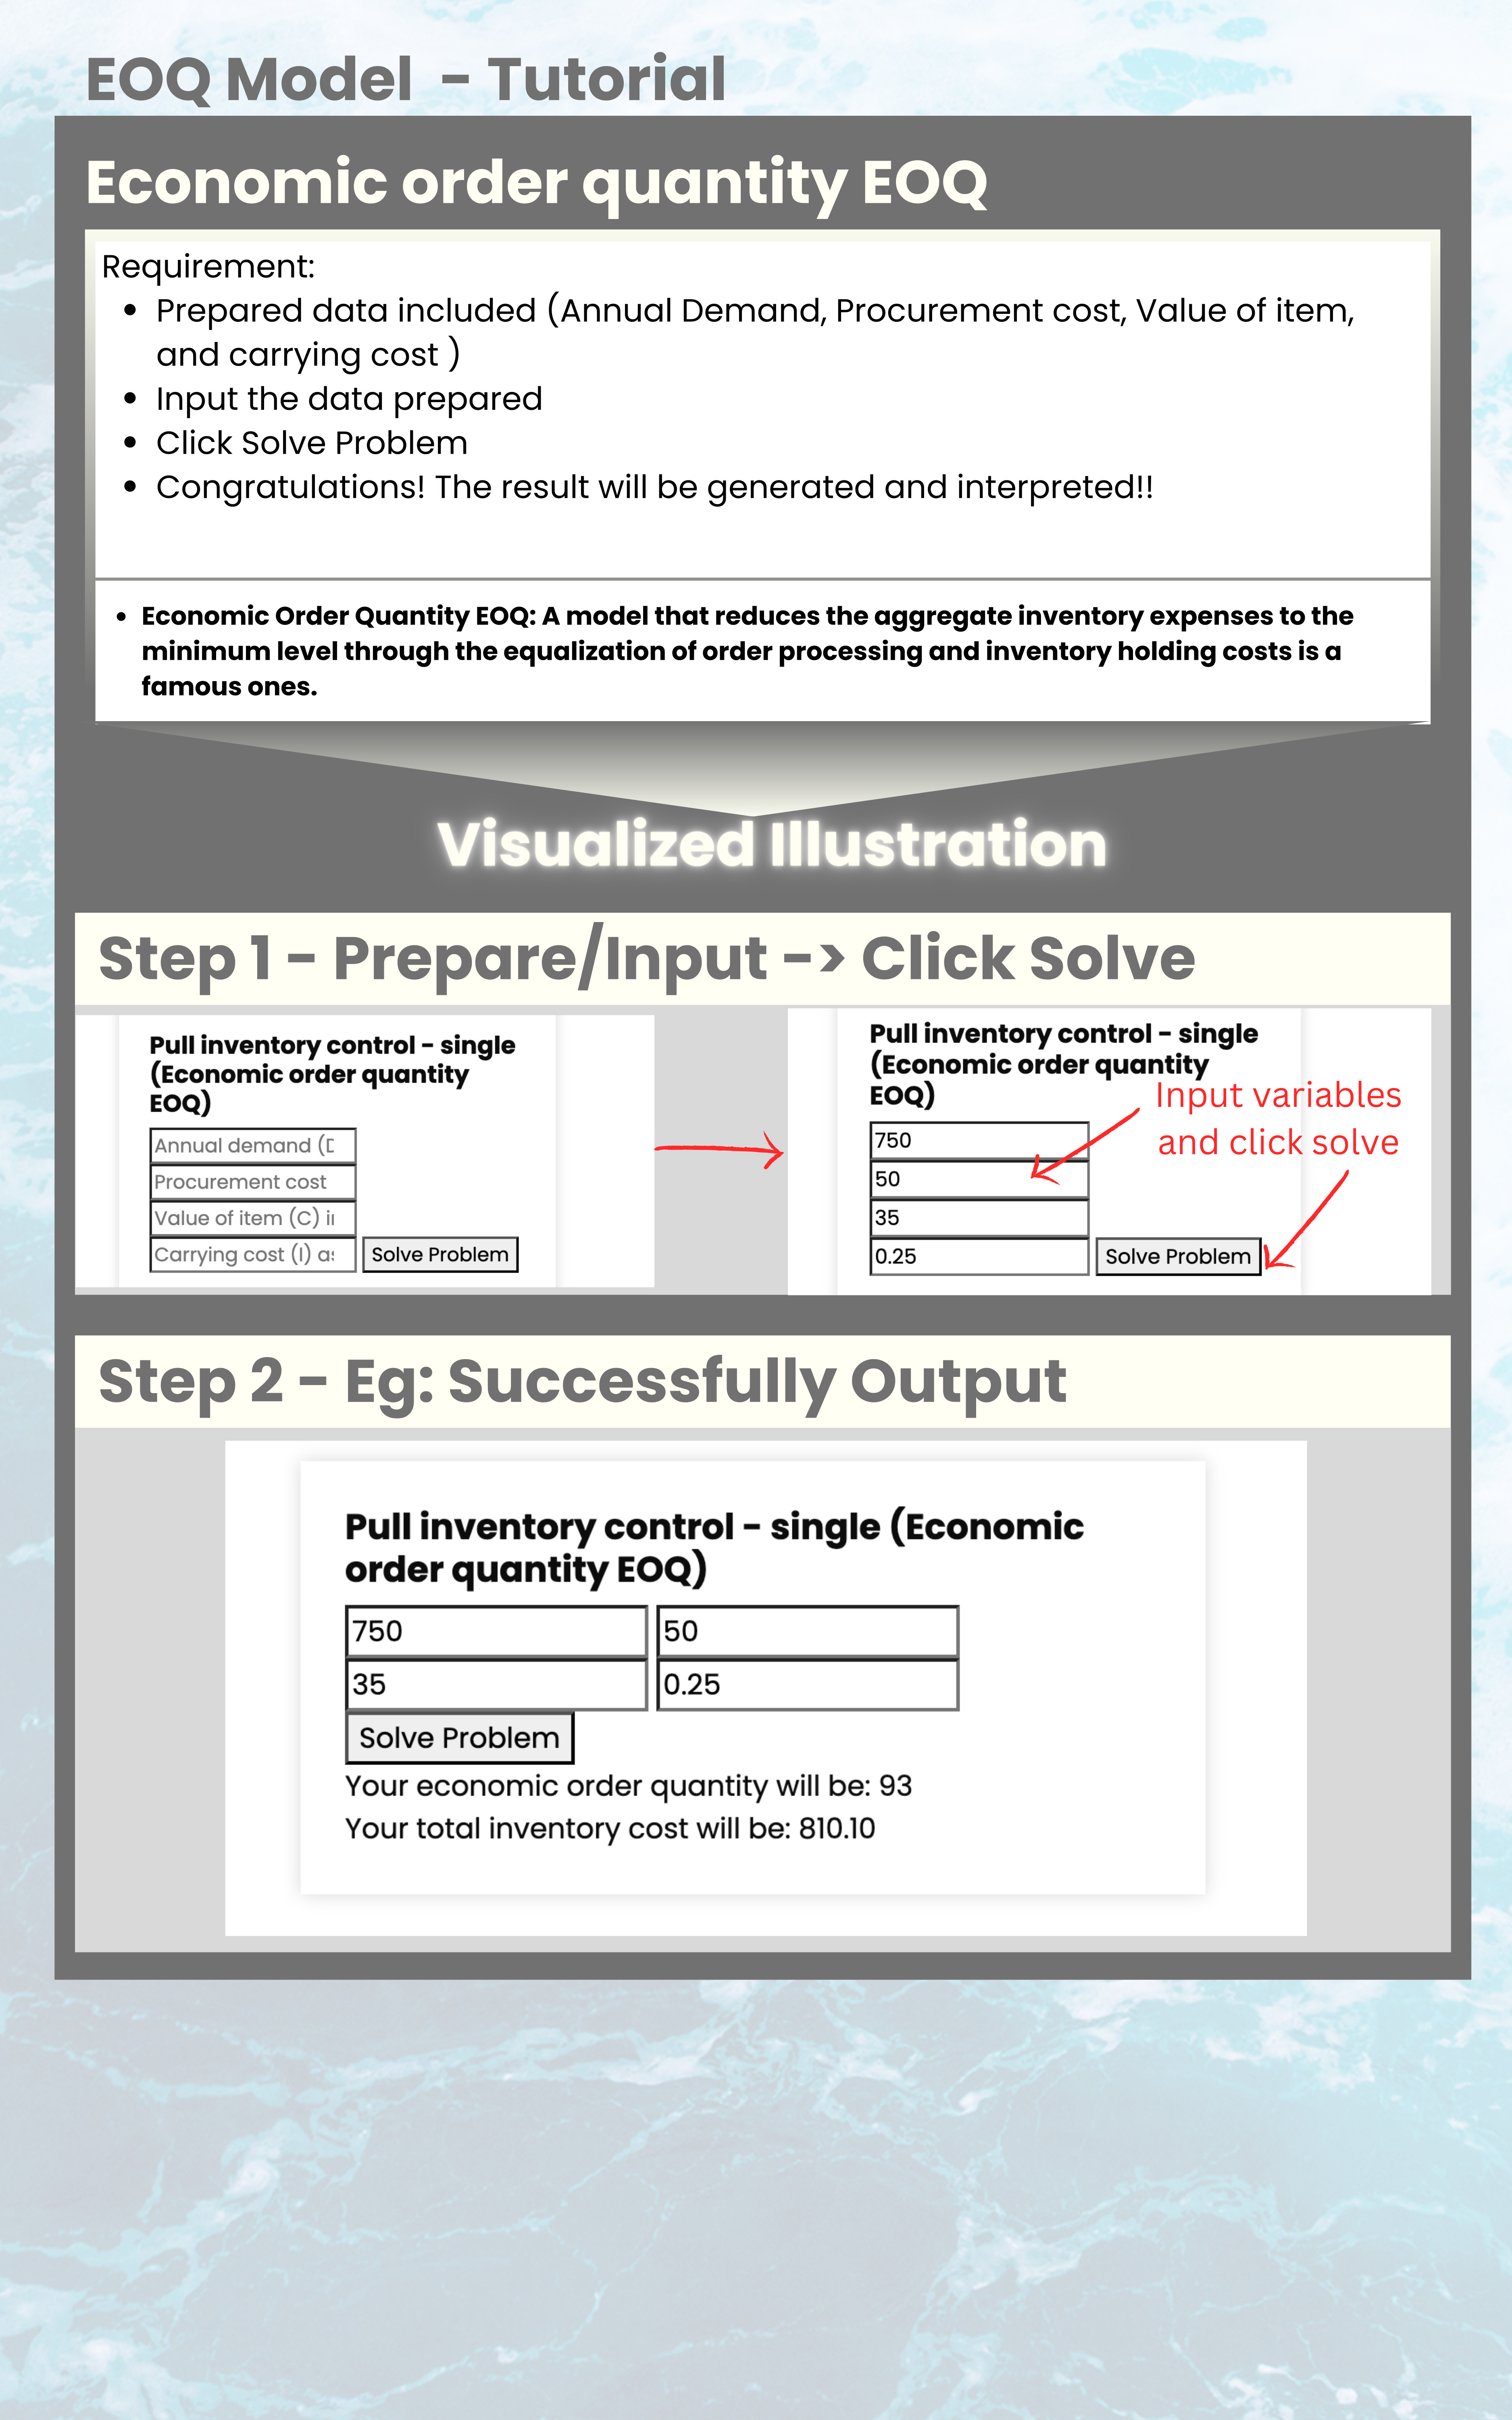 EOQ Model - Tutorial
Economic order quantity EOQ
Requirement:
• Prepared data included (Annual Demand, Procurement cost, Value of item,
and carrying cost )
• Input the data prepared
• Click Solve Problem
• Congratulations! The result will be generated and interpreted!!
• Economic Order Quantity EOQ: A model that reduces the aggregate inventory expenses to the
minimum level through the equalization of order processing and inventory holding costs is a
famous ones.
Visualized Illustration
Step 1 - Prepare/Input -> Click Solve
Pull inventory control - single
(Economic order quantity
EOQ)
Annual demand (D
Procurement cost
Value of item (C) i
Carrying cost (I) a
Solve Problem
Pull inventory control - single
(Economic order quantity
EOQ)
Input variables
and click solve
750
50
35
0.25
Solve Problem
Step 2 - Eg: Successfully Output
Pull inventory control - single (Economic
order quantity EOQ)
750 50
35 0.25
Solve Problem
Your economic order quantity will be: 93
Your total inventory cost will be: 810.10